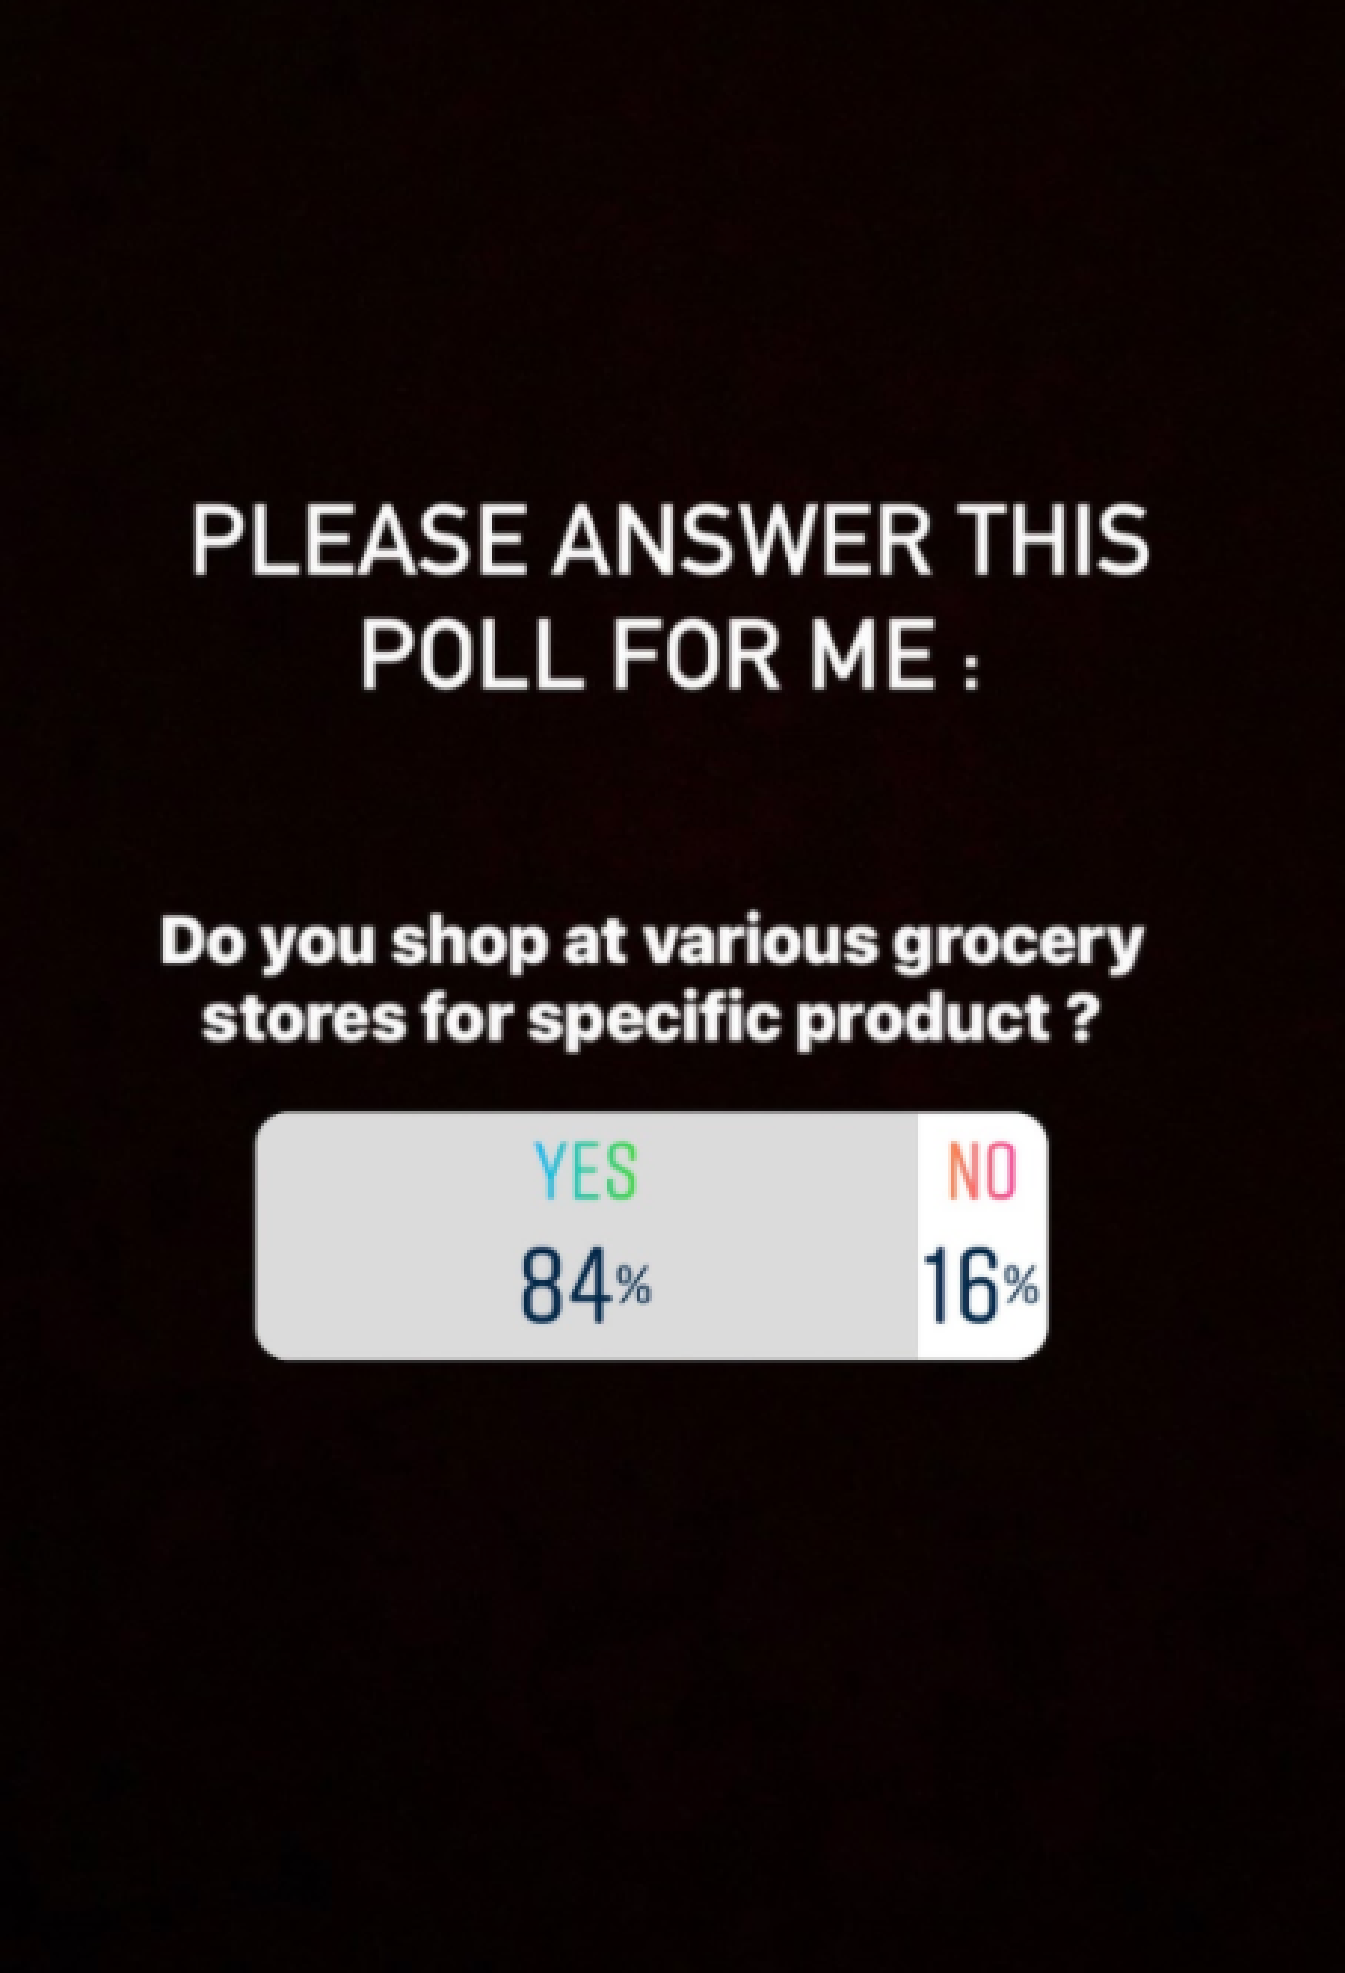 PLEASE ANSWER THIS
POLL FOR ME :
Do you shop at various grocery
stores for specific product ?
YES
NO
84%
16%